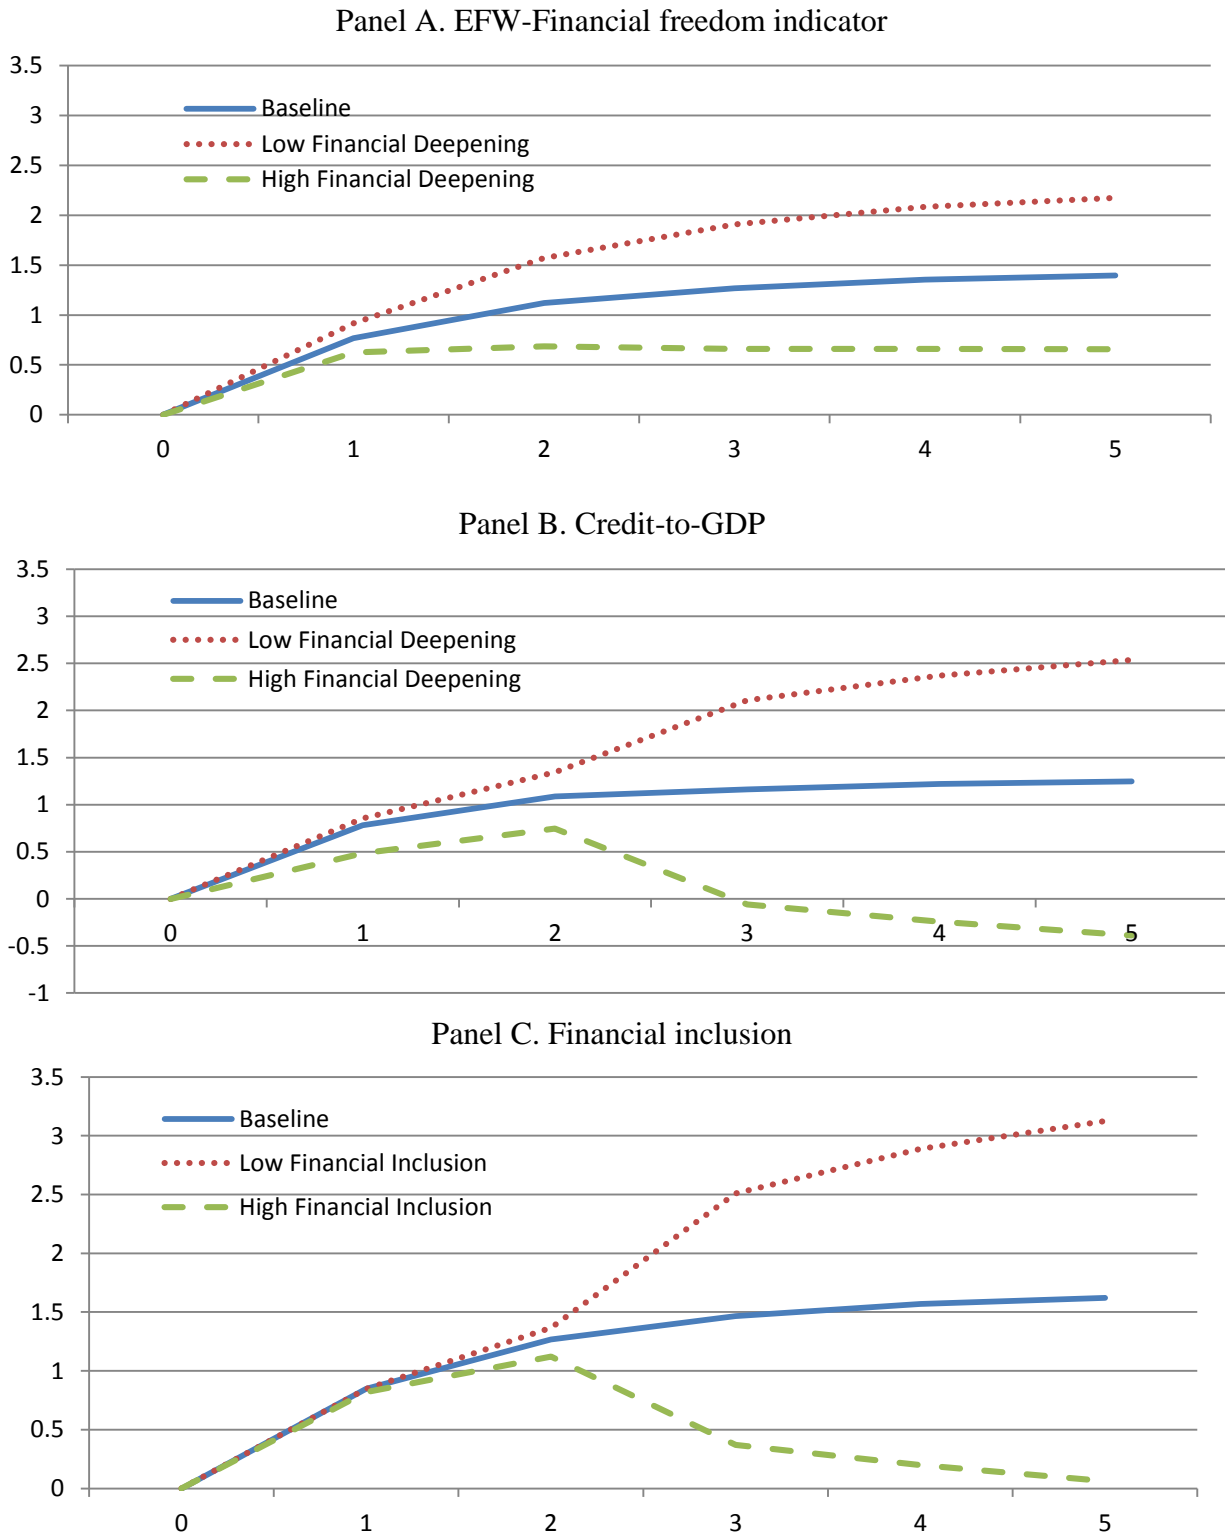 Panel A. EFW-Financial freedom indicator
3.5
3
2.5
2
1.5
1
0.5
0
Baseline
Low Financial Deepening
High Financial Deepening
0 1 2 3 4 5
Panel B. Credit-to-GDP
3.5
3
2.5
2
1.5
1
0.5
0
-0.5
-1
Baseline
Low Financial Deepening
High Financial Deepening
0 1 2 3 4 5
Panel C. Financial inclusion
3.5
3
2.5
2
1.5
1
0.5
0
Baseline
Low Financial Inclusion
High Financial Inclusion
0 1 2 3 4 5